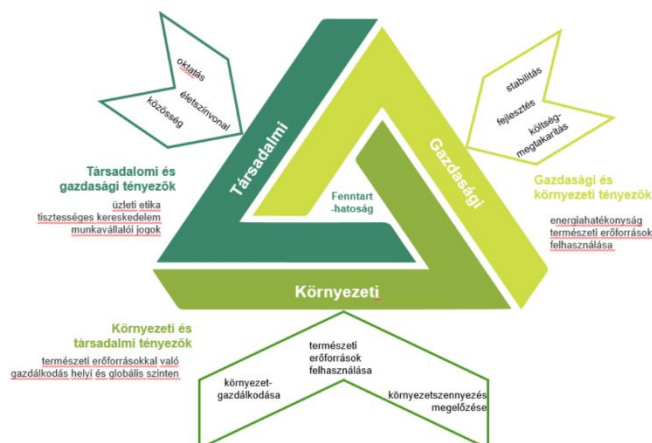 oktatás
életszínvonal
közösség
stabilitás
fejlesztés
költség-
megtakarítás
Társadalmi
Gazdasági
Környezeti
Fenntart
-hatoság
Társadalomi és
gazdasági tényezők
üzleti etika
tisztességes kereskedelem
munkavállalói jogok
Gazdasági és
környezeti tényezők
energiahatékonyság
természeti erőforrások
felhasználása
Környezeti és
társadalmi tényezők
természeti erőforrásokkal való
gazdálkodás helyi és globális szinten
környezet-
gazdálkodása
természeti
erőforrások
felhasználása
környezetszennyezés
megelőzése